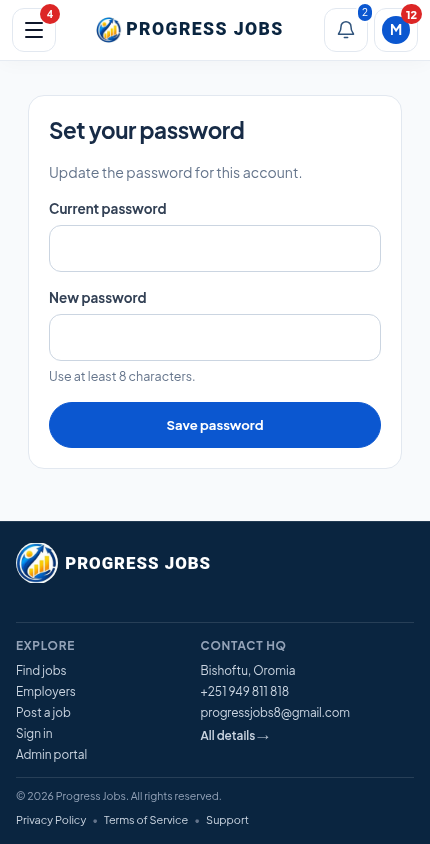 4
PROGRESS JOBS
2
M
12
Set your password
Update the password for this account.
Current password
New password
Use at least 8 characters.
Save password
PROGRESS JOBS
EXPLORE
Find jobs
Employers
Post a job
Sign in
Admin portal
CONTACT HQ
Bishoftu, Oromia
+251 949 811 818
progressjobs8@gmail.com
All details →
© 2026 Progress Jobs. All rights reserved.
Privacy Policy • Terms of Service • Support